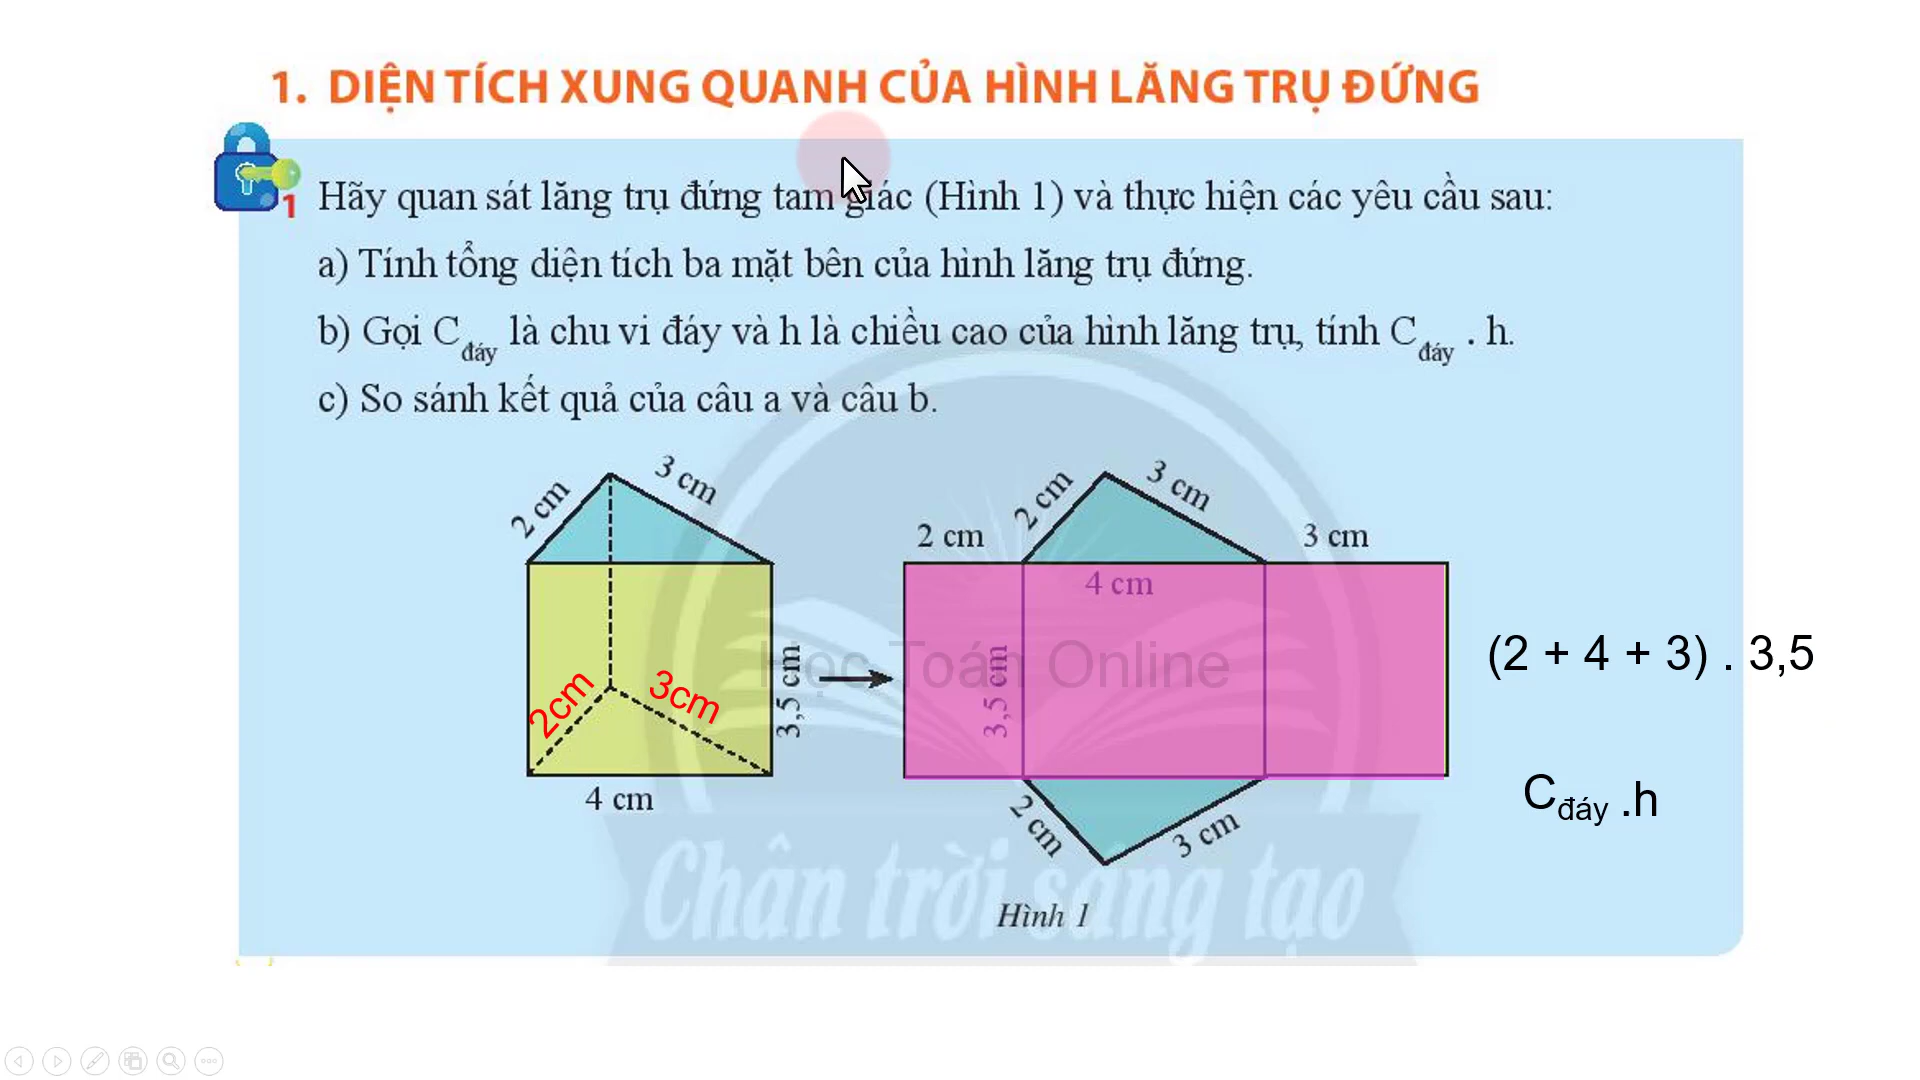 1. DIỆN TÍCH XUNG QUANH CỦA HÌNH LĂNG TRỤ ĐỨNG
1 Hãy quan sát lăng trụ đứng tam giác (Hình 1) và thực hiện các yêu cầu sau:
a) Tính tổng diện tích ba mặt bên của hình lăng trụ đứng.
b) Gọi C đáy là chu vi đáy và h là chiều cao của hình lăng trụ, tính C đáy . h.
c) So sánh kết quả của câu a và câu b.
2 cm
3 cm
2cm
3cm
3,5 cm
4 cm
2 cm
2 cm
3 cm
3 cm
4 cm
3,5 cm
2 cm
3 cm
Học Toán Online
(2 + 4 + 3) . 3,5
C đáy .h
Chân trời sáng tạo
Hình 1